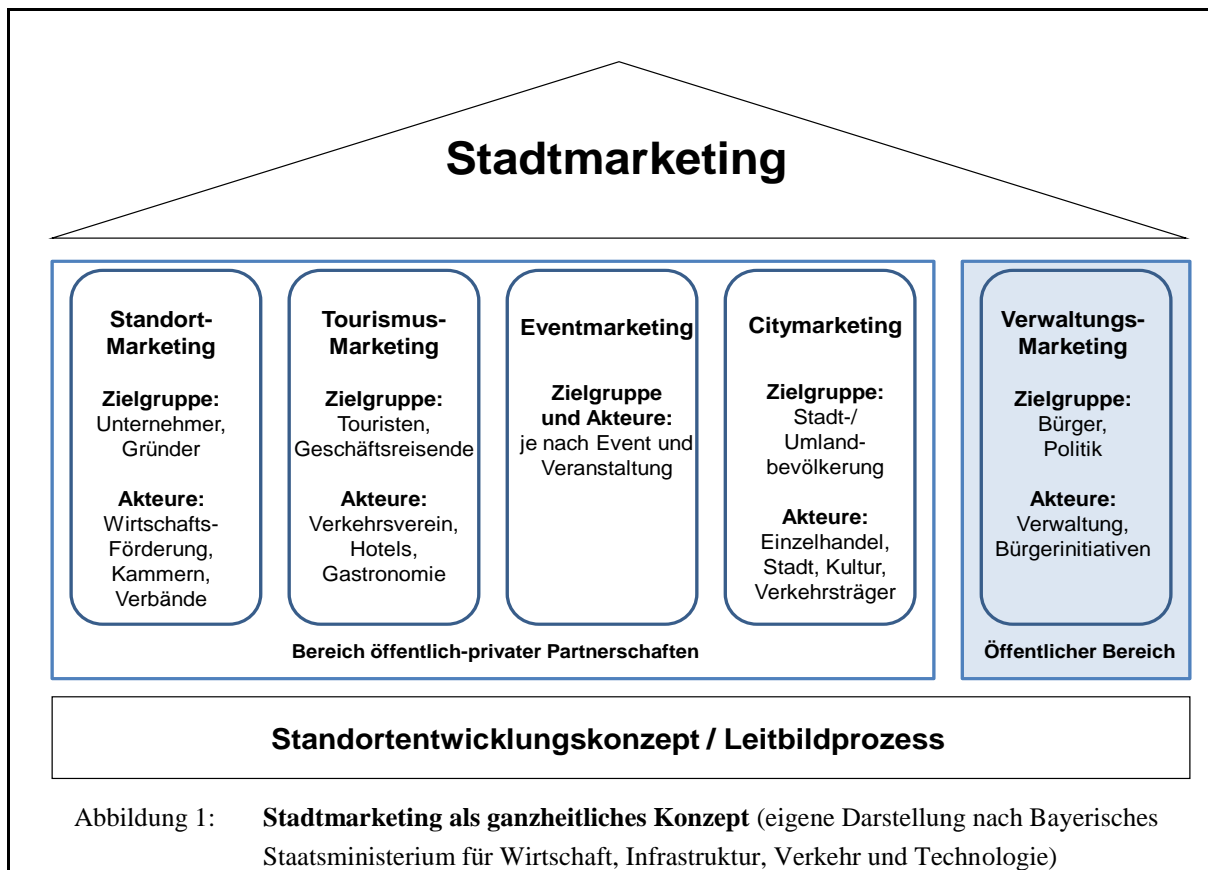 Stadtmarketing
Standort-
Marketing
Zielgruppe:
Unternehmer,
Gründer
Akteure:
Wirtschafts-
Förderung,
Kammern,
Verbände
Tourismus-
Marketing
Zielgruppe:
Touristen,
Geschäftsreisende
Akteure:
Verkehrsverein,
Hotels,
Gastronomie
Eventmarketing
Zielgruppe
und Akteure:
je nach Event und
Veranstaltung
Citymarketing
Zielgruppe:
Stadt-/
Umland-
bevölkerung
Akteure:
Einzelhandel,
Stadt, Kultur,
Verkehrsträger
Bereich öffentlich-privater Partnerschaften
Verwaltungs-
Marketing
Zielgruppe:
Bürger,
Politik
Akteure:
Verwaltung,
Bürgerinitiativen
Öffentlicher Bereich
Standortentwicklungskonzept / Leitbildprozess
Abbildung 1: Stadtmarketing als ganzheitliches Konzept (eigene Darstellung nach Bayerisches
Staatsministerium für Wirtschaft, Infrastruktur, Verkehr und Technologie)